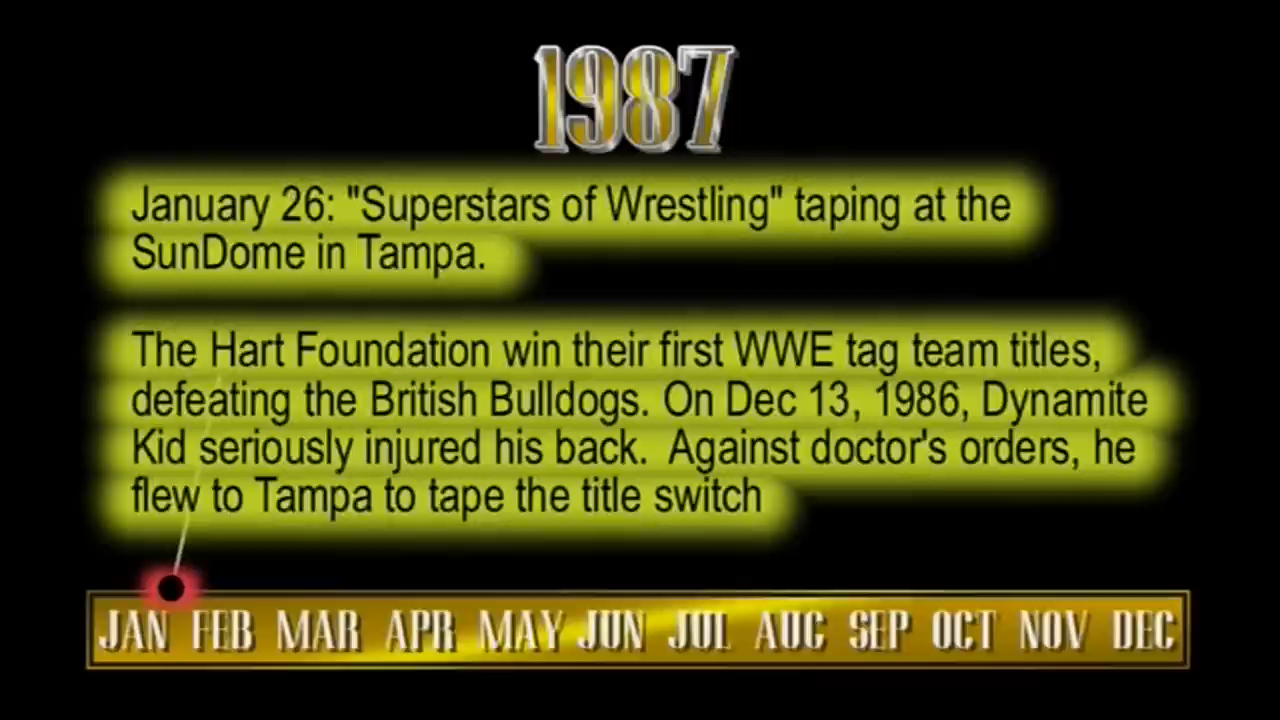 1987
January 26: "Superstars of Wrestling" taping at the
SunDome in Tampa.
The Hart Foundation win their first WWE tag team titles,
defeating the British Bulldogs. On Dec 13, 1986, Dynamite
Kid seriously injured his back.  Against doctor's orders, he
flew to Tampa to tape the title switch
JAN FEB MAR APR MAY JUN JUL AUG SEP OCT NOV DEC